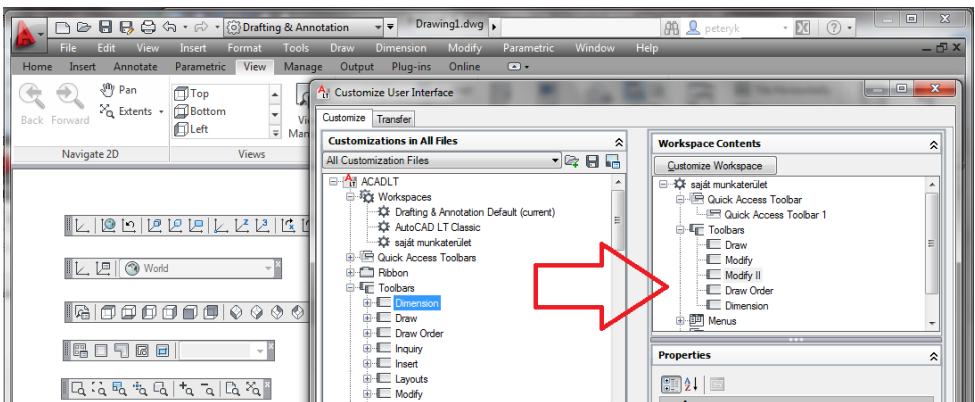 Drafting & Annotation Drawing1.dwg peteryk
File Edit View Insert Format Tools Draw Dimension Modify Parametric Window Help
Home Insert Annotate Parametric View Manage Output Plug-ins Online
Back Forward Pan Extents
Top
Bottom
Left
Navigate 2D Views
World
Customize User Interface
Customize Transfer
Customizations in All Files
All Customization Files
ACADLT
Workspaces
Drafting & Annotation Default (current)
AutoCAD LT Classic
saját munkaterület
Quick Access Toolbars
Ribbon
Toolbars
Dimension
Draw
Draw Order
Inquiry
Insert
Layouts
Modify
Workspace Contents
Customize Workspace
saját munkaterület
Quick Access Toolbar
Quick Access Toolbar 1
Toolbars
Draw
Modify
Modify II
Draw Order
Dimension
Menus
Properties